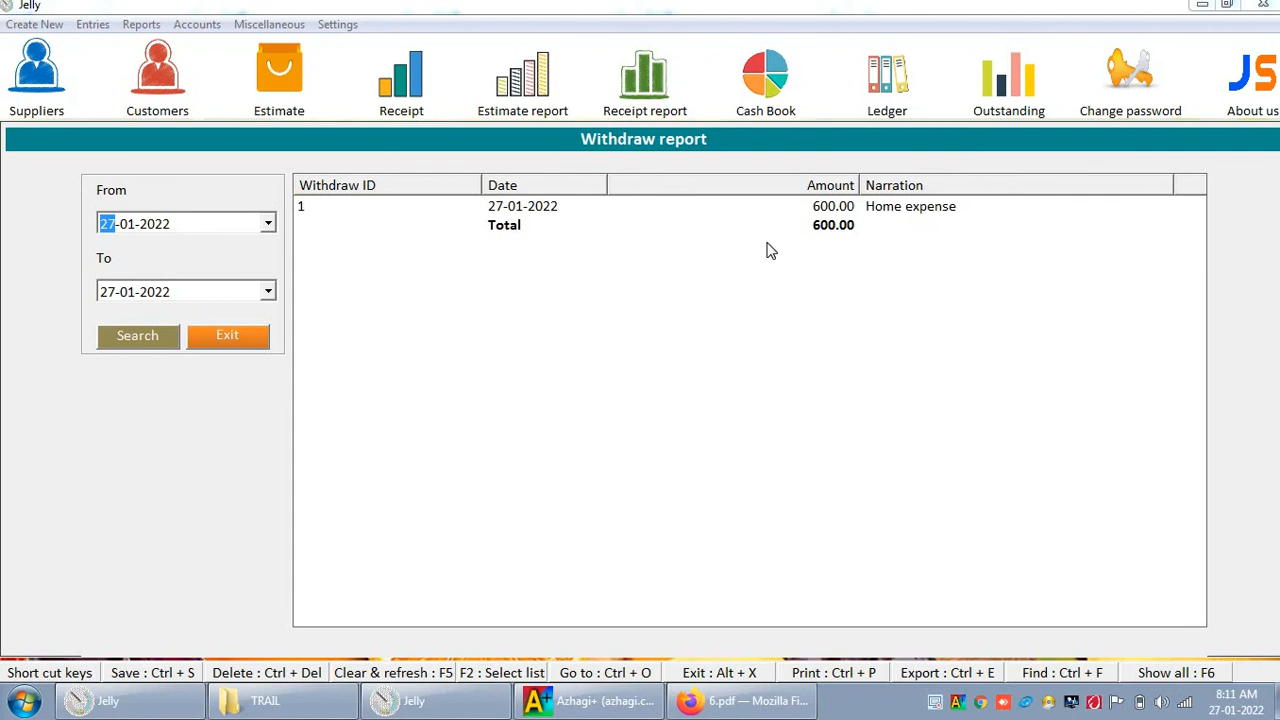 Jelly
Create New Entries Reports Accounts Miscellaneous Settings
Suppliers Customers Estimate Receipt Estimate report Receipt report Cash Book Ledger Outstanding Change password About us
JS
Withdraw report
From
27-01-2022
To
27-01-2022
Search Exit
Withdraw ID Date Amount Narration
1 27-01-2022 600.00 Home expense
Total 600.00
Short cut keys Save : Ctrl + S Delete : Ctrl + Del Clear & refresh : F5 F2 : Select list Go to : Ctrl + O Exit : Alt + X Print : Ctrl + P Export : Ctrl + E Find : Ctrl + F Show all : F6
Jelly TRAIL Jelly A+ Azhagi+ (azhagi.c... 6.pdf — Mozilla Fi... 8:11 AM
27-01-2022